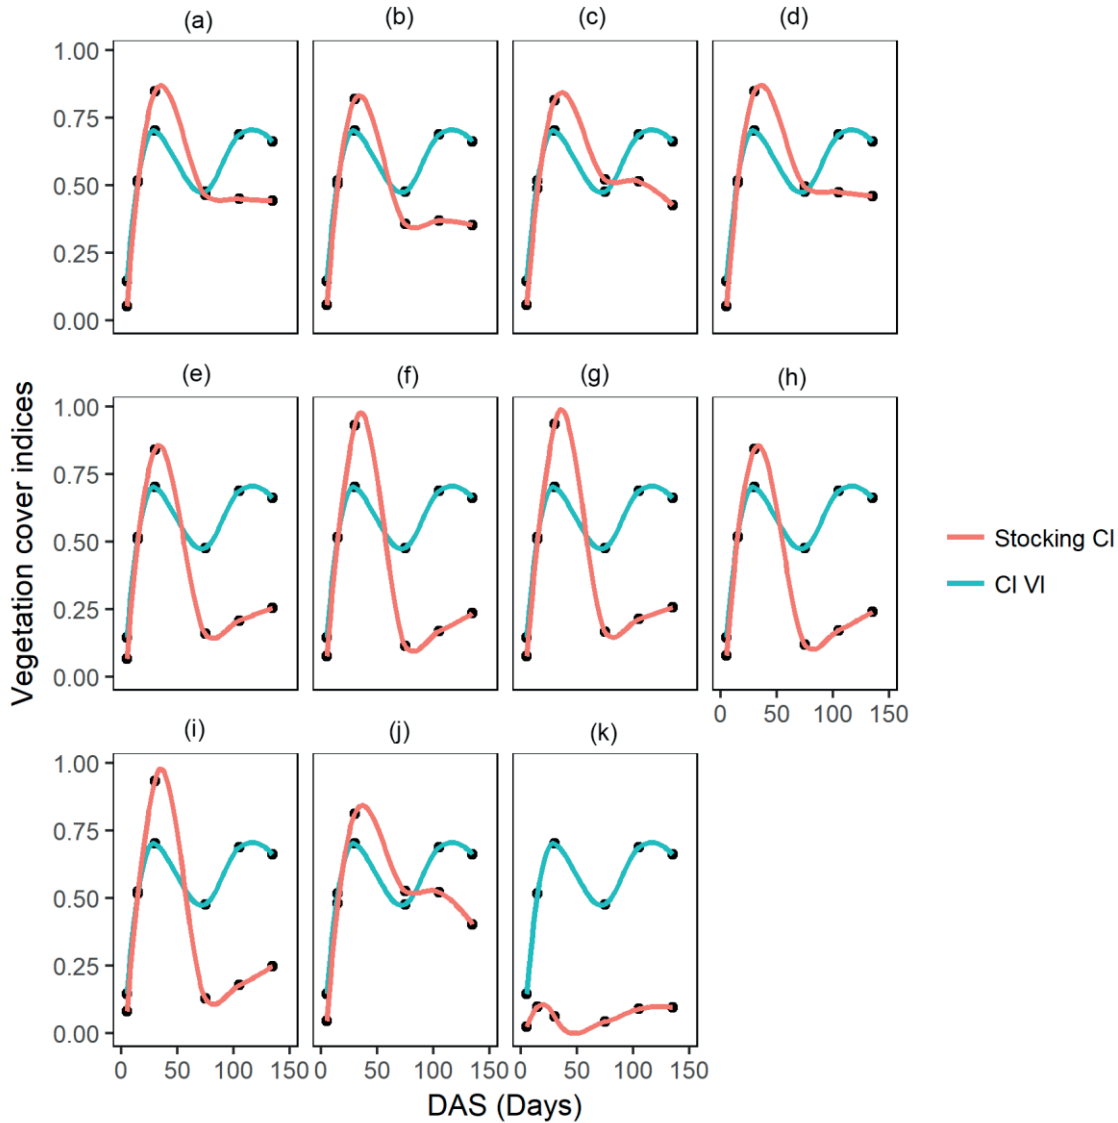 (a) (b) (c) (d)
1.00
0.75
0.50
0.25
0.00
(e) (f) (g) (h)
1.00
0.75
0.50
0.25
0.00
0 50 100 150
(i) (j) (k)
1.00
0.75
0.50
0.25
0.00
0 50 100 150 0 50 100 150 0 50 100 150
Vegetation cover indices
DAS (Days)
Stocking CI
CI VI